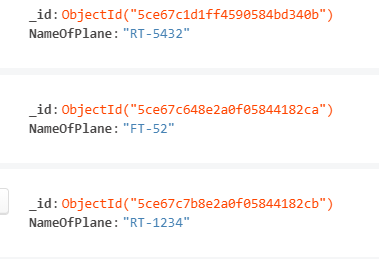 _id: ObjectId("5ce67c1d1ff4590584bd340b")
NameOfPlane: "RT-5432"
_id: ObjectId("5ce67c648e2a0f05844182ca")
NameOfPlane: "FT-52"
_id: ObjectId("5ce67c7b8e2a0f05844182cb")
NameOfPlane: "RT-1234"